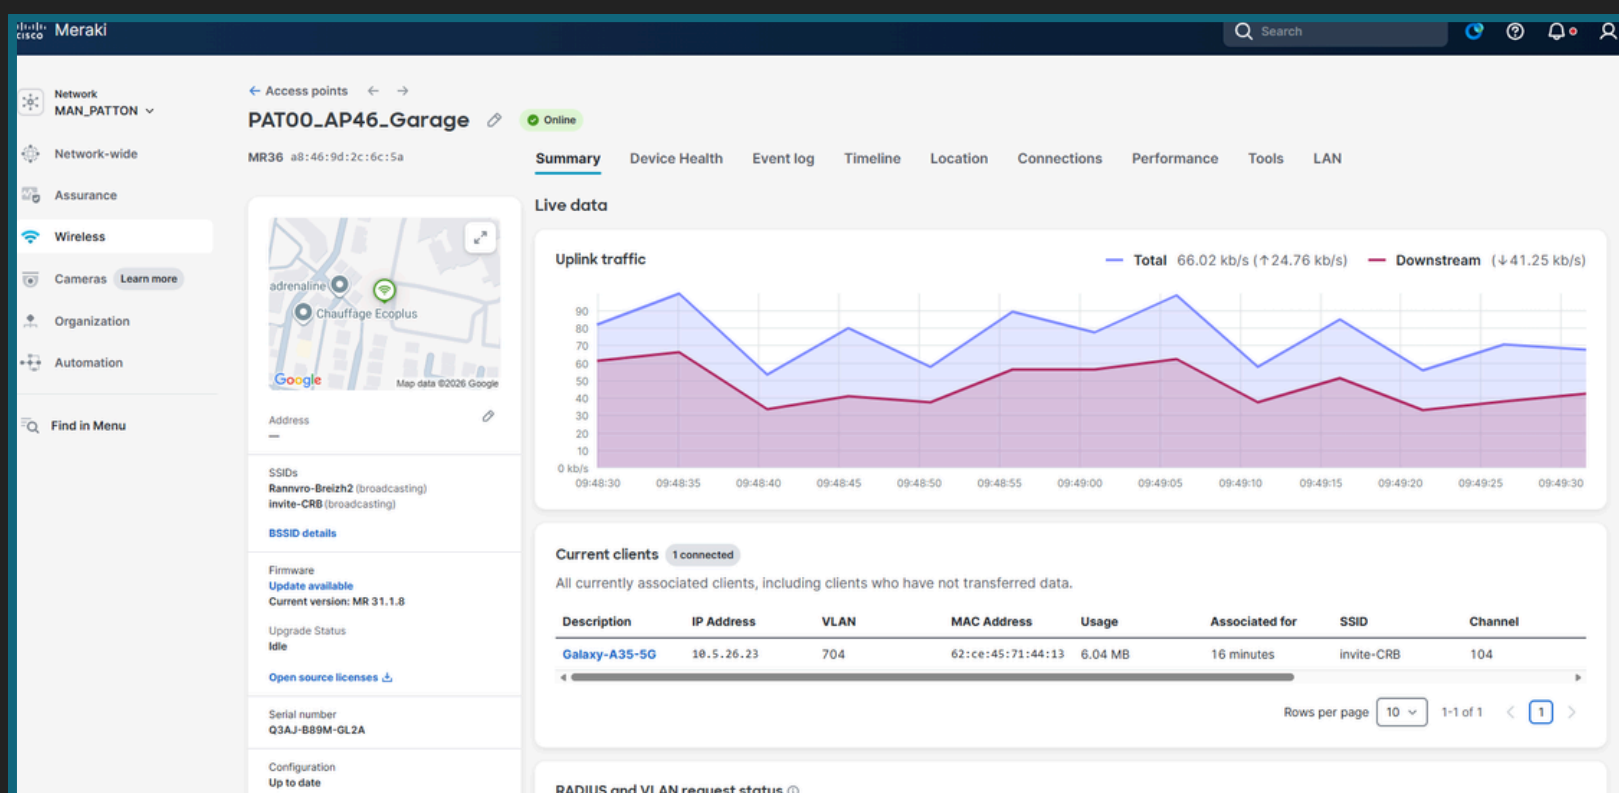 cisco Meraki
Search
Network
MAN_PATTON
Network-wide
Assurance
Wireless
Cameras Learn more
Organization
Automation
Find in Menu
← Access points ← →
PAT00_AP46_Garage
Online
MR36 a8:46:9d:2c:6c:5a
Summary Device Health Event log Timeline Location Connections Performance Tools LAN
adrenaline
Chauffage Ecoplus
Google
Map data ©2026 Google
Address
—
SSIDs
Rannvro-Breizh2 (broadcasting)
invite-CRB (broadcasting)
BSSID details
Firmware
Update available
Current version: MR 31.1.8
Upgrade Status
Idle
Open source licenses
Serial number
Q3AJ-B89M-GL2A
Configuration
Up to date
Live data
Uplink traffic
Total 66.02 kb/s (↑24.76 kb/s) Downstream (↓41.25 kb/s)
90
80
70
60
50
40
30
20
10
0 kb/s
09:48:30 09:48:35 09:48:40 09:48:45 09:48:50 09:48:55 09:49:00 09:49:05 09:49:10 09:49:15 09:49:20 09:49:25 09:49:30
Current clients 1 connected
All currently associated clients, including clients who have not transferred data.
Description IP Address VLAN MAC Address Usage Associated for SSID Channel
Galaxy-A35-5G 10.5.26.23 704 62:ce:45:71:44:13 6.04 MB 16 minutes invite-CRB 104
Rows per page 10 1-1 of 1 < 1 >
RADIUS and VLAN request status